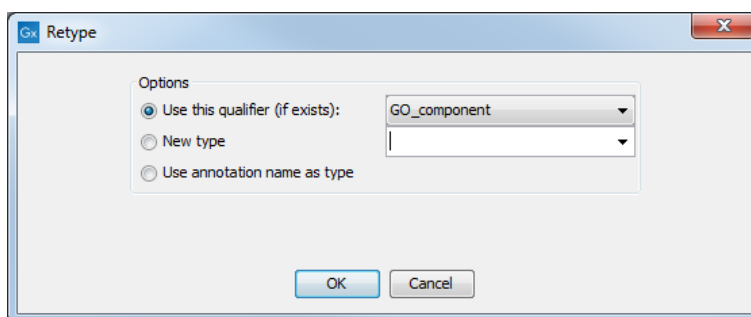 Gx Retype
Options
Use this qualifier (if exists): GO_component
New type
Use annotation name as type
OK Cancel